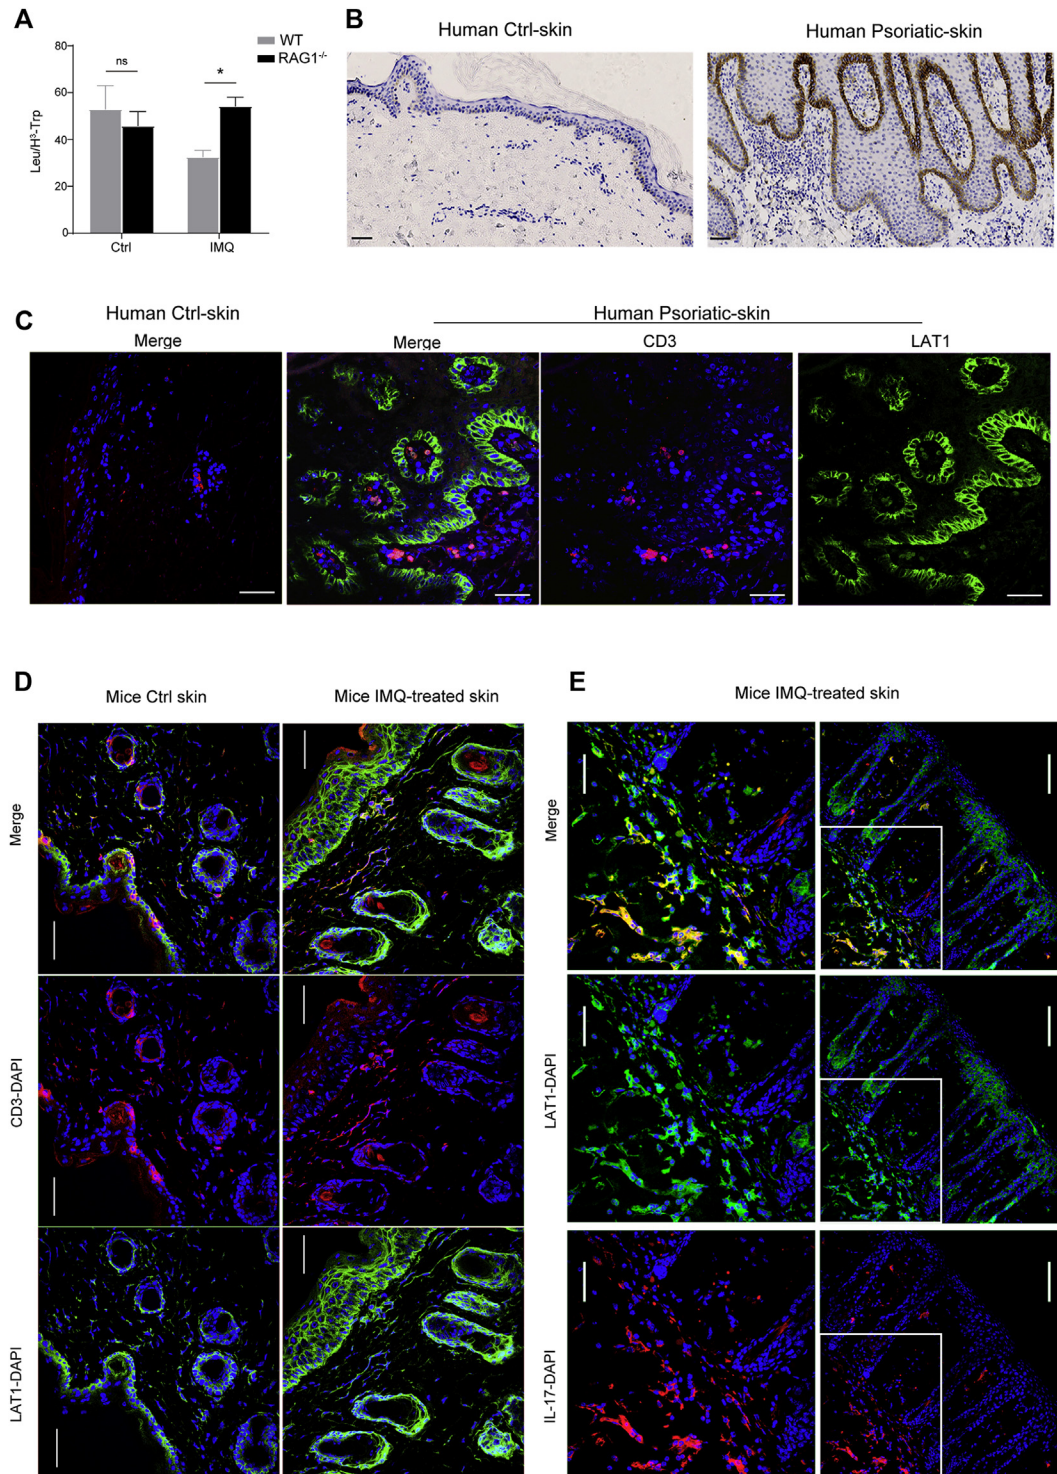 A
80
60
40
20
0
Leu/H³-Trp
ns
*
Ctrl
IMQ
WT
RAG1⁻/⁻
B
Human Ctrl-skin
Human Psoriatic-skin
C
Human Ctrl-skin
Human Psoriatic-skin
Merge
Merge
CD3
LAT1
D
Mice Ctrl skin
Mice IMQ-treated skin
Merge
CD3-DAPI
LAT1-DAPI
E
Mice IMQ-treated skin
Merge
LAT1-DAPI
IL-17-DAPI